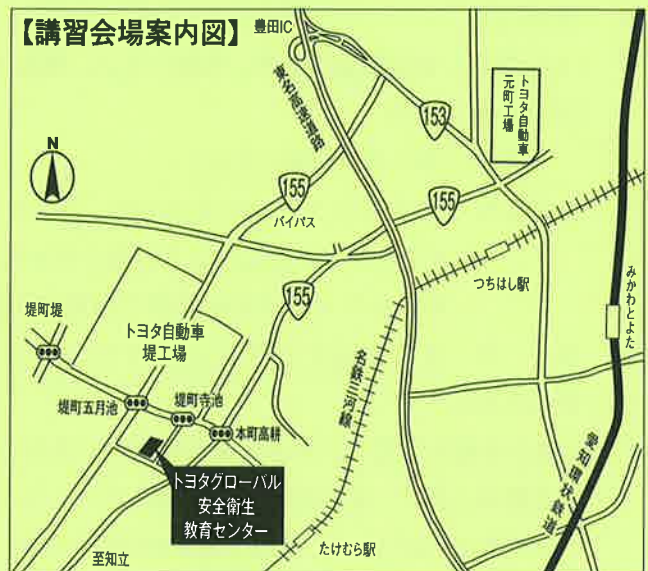 【講習会場案内図】
豊田IC
東名高速道路
153
トヨタ自動車
元町工場
N
155
バイパス
155
155
つちはし駅
みかわとよた
堤町堤
トヨタ自動車
堤工場
名鉄三河線
堤町五月池
堤町寺池
本町高耕
愛知環状鉄道
トヨタグローバル
安全衛生
教育センター
たけむら駅
至知立